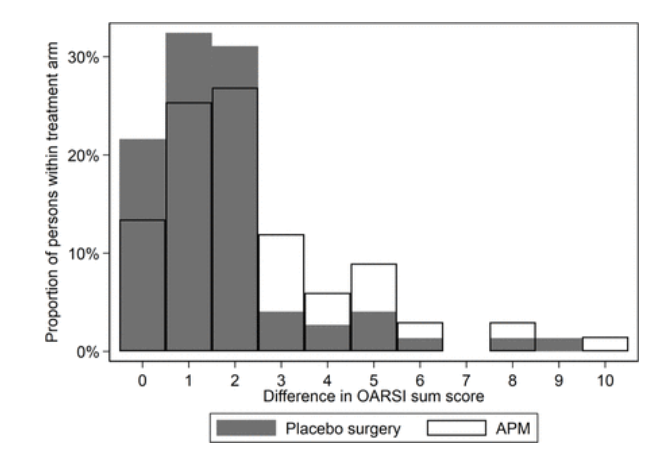 Proportion of persons within treatment arm
30%
20%
10%
0%
0 1 2 3 4 5 6 7 8 9 10
Difference in OARSI sum score
Placebo surgery APM